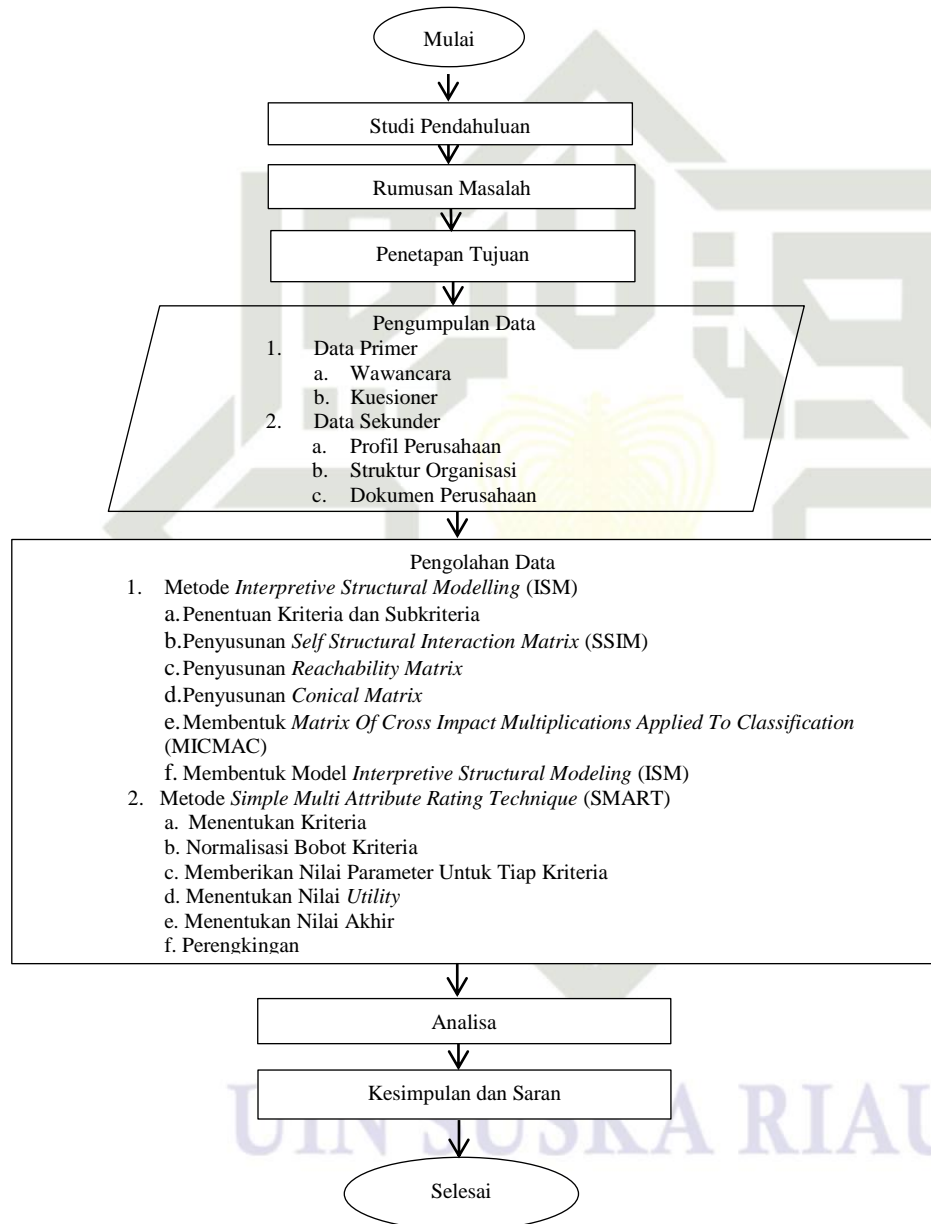 Mulai
Studi Pendahuluan
Rumusan Masalah
Penetapan Tujuan
Pengumpulan Data
1. Data Primer
a. Wawancara
b. Kuesioner
2. Data Sekunder
a. Profil Perusahaan
b. Struktur Organisasi
c. Dokumen Perusahaan
Pengolahan Data
1. Metode Interpretive Structural Modelling (ISM)
a.Penentuan Kriteria dan Subkriteria
b.Penyusunan Self Structural Interaction Matrix (SSIM)
c.Penyusunan Reachability Matrix
d.Penyusunan Conical Matrix
e.Membentuk Matrix Of Cross Impact Multiplications Applied To Classification
(MICMAC)
f. Membentuk Model Interpretive Structural Modeling (ISM)
2. Metode Simple Multi Attribute Rating Technique (SMART)
a. Menentukan Kriteria
b. Normalisasi Bobot Kriteria
c. Memberikan Nilai Parameter Untuk Tiap Kriteria
d. Menentukan Nilai Utility
e. Menentukan Nilai Akhir
f. Perengkingan
Analisa
Kesimpulan dan Saran
UIN SUSKA RIAU
Selesai